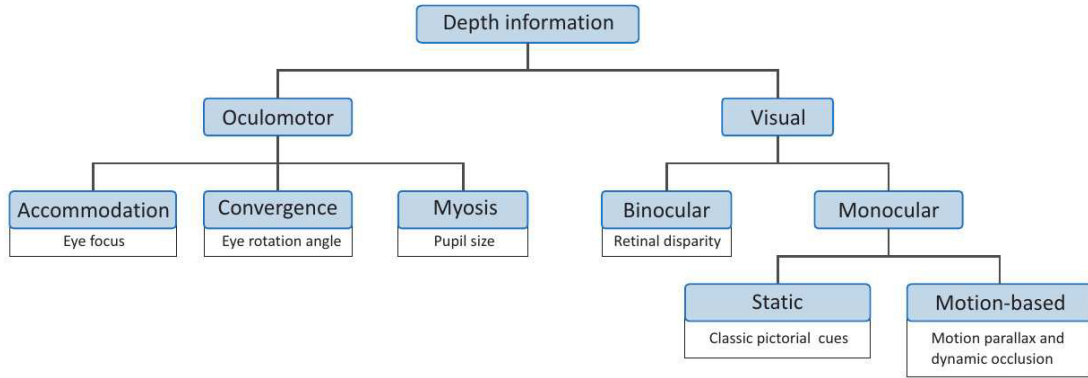 Depth information
Oculomotor
Visual
Accommodation
Eye focus
Convergence
Eye rotation angle
Myosis
Pupil size
Binocular
Retinal disparity
Monocular
Static
Classic pictorial cues
Motion-based
Motion parallax and
dynamic occlusion